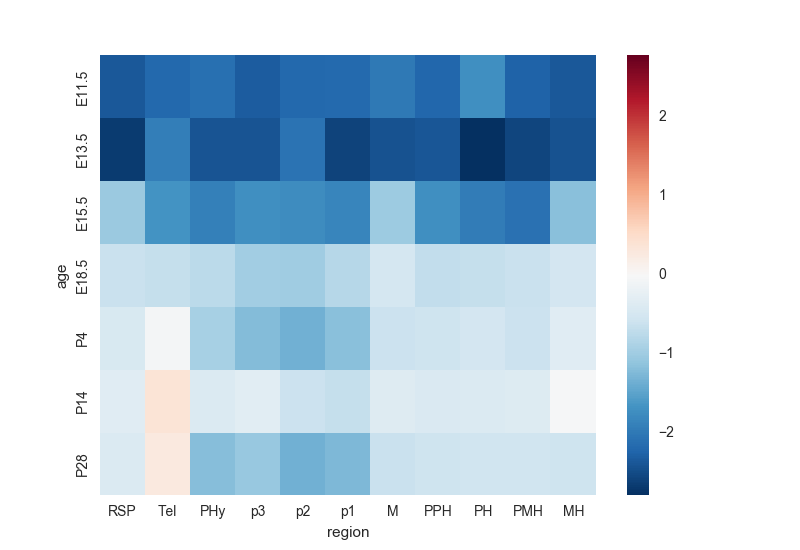 E11.5
E13.5
E15.5
E18.5
P4
P14
P28
age
RSP Tel PHy p3 p2 p1 M PPH PH PMH MH
region
2
1
0
−1
−2